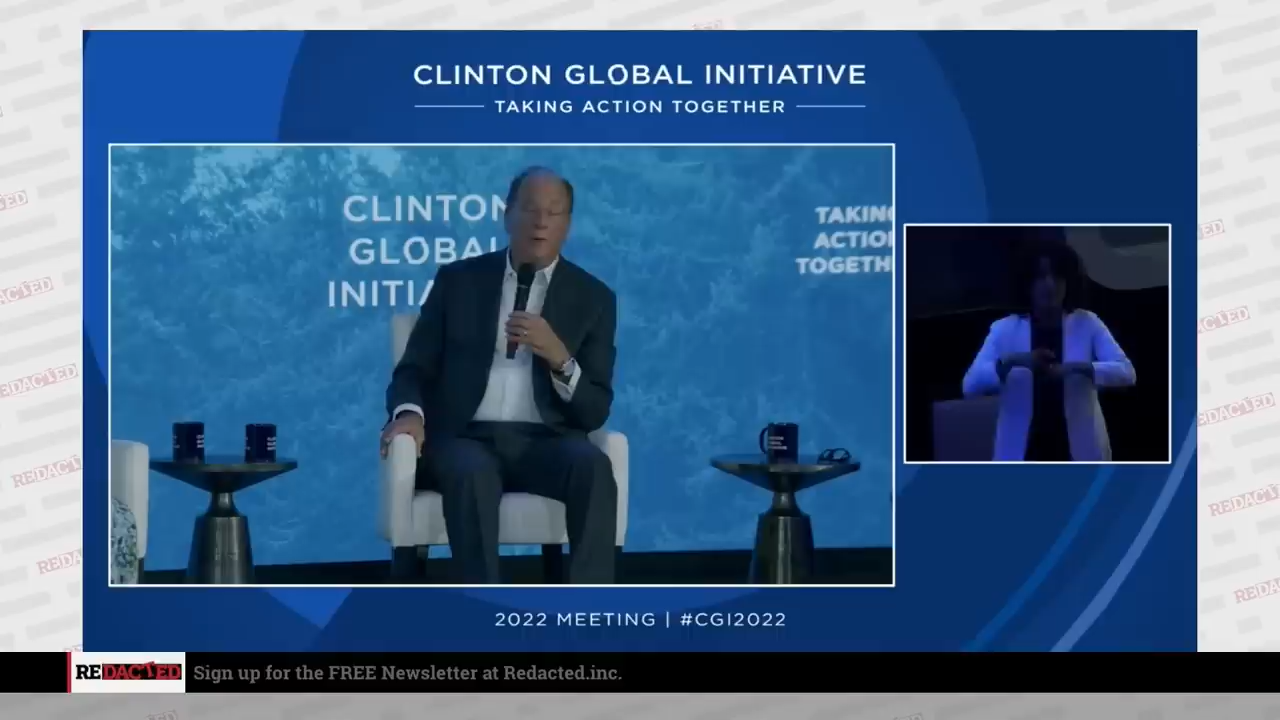 CLINTON GLOBAL INITIATIVE
TAKING ACTION TOGETHER
CLINTON
GLOBAL
INITIA
TAKING
ACTION
TOGETH
2022 MEETING | #CGI2022
REDACTED Sign up for the FREE Newsletter at Redacted.inc.